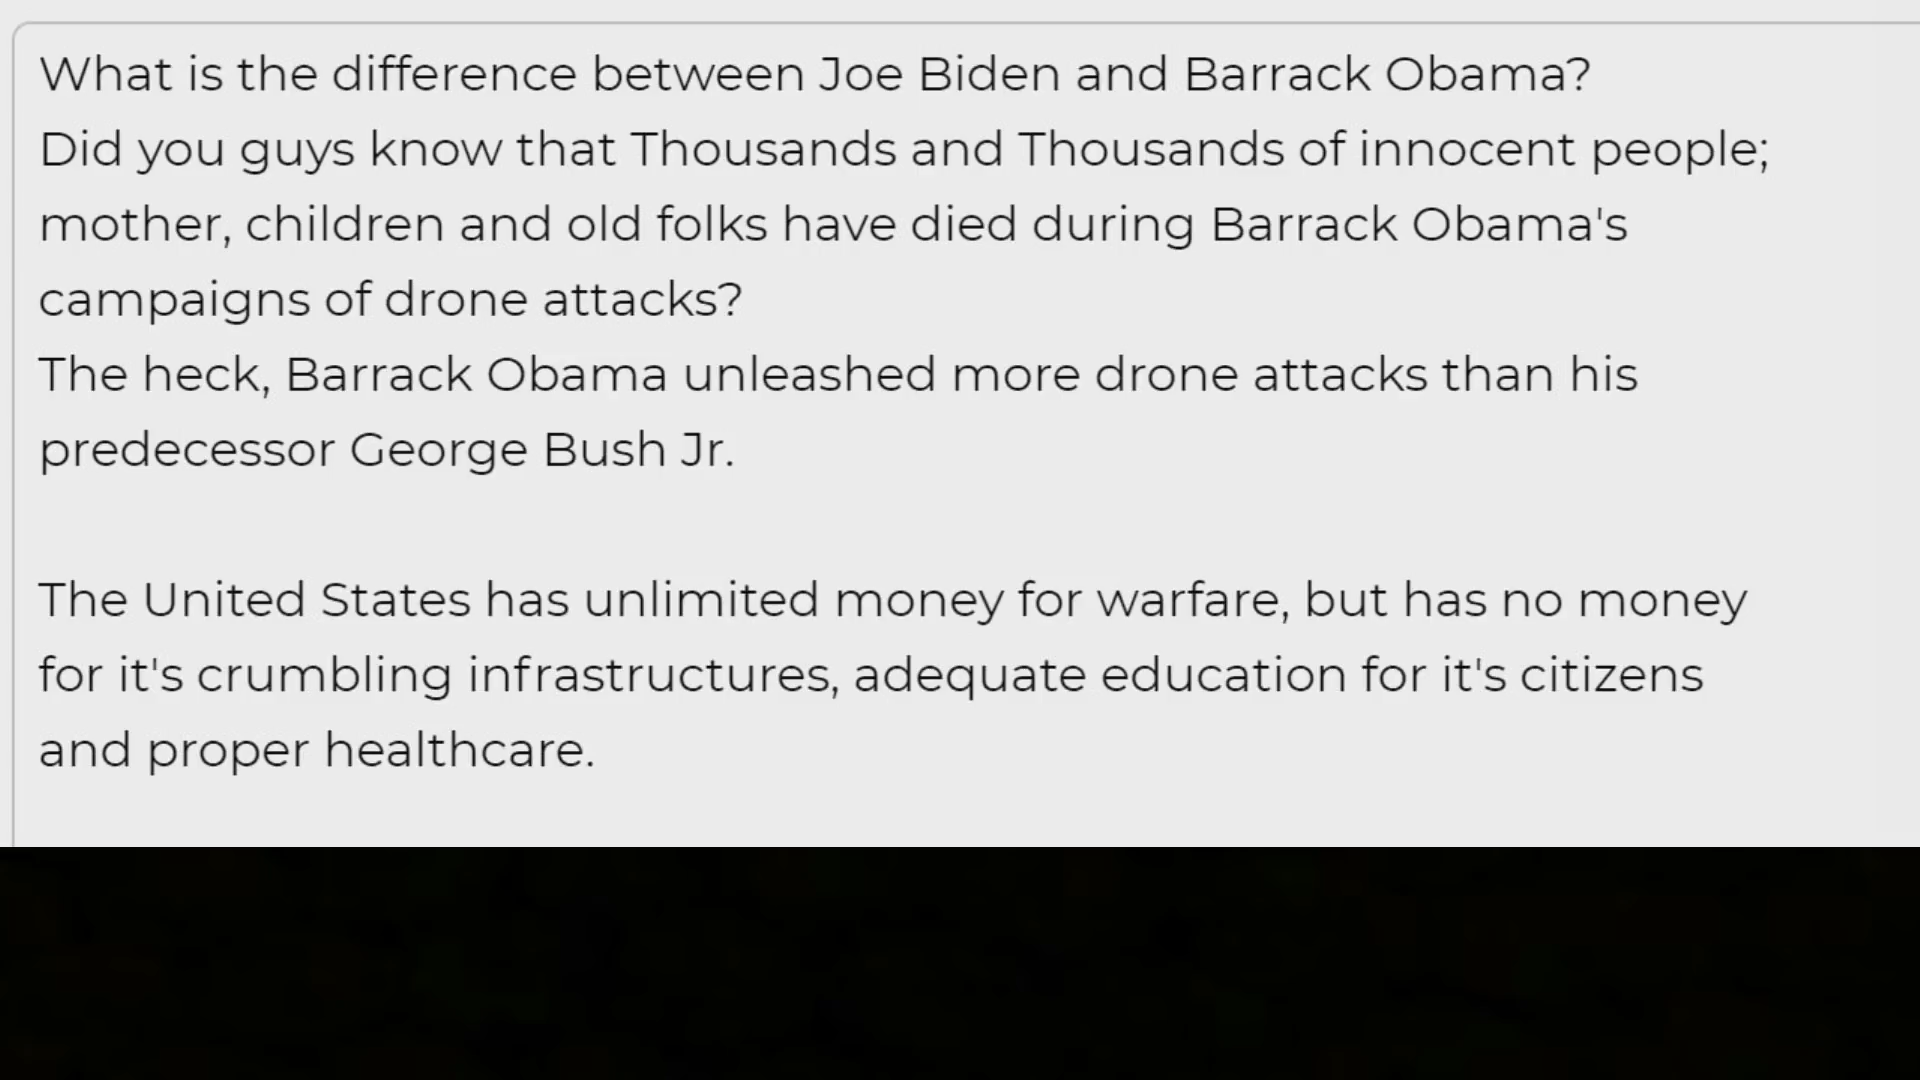 What is the difference between Joe Biden and Barrack Obama?
Did you guys know that Thousands and Thousands of innocent people;
mother, children and old folks have died during Barrack Obama's
campaigns of drone attacks?
The heck, Barrack Obama unleashed more drone attacks than his
predecessor George Bush Jr.
The United States has unlimited money for warfare, but has no money
for it's crumbling infrastructures, adequate education for it's citizens
and proper healthcare.